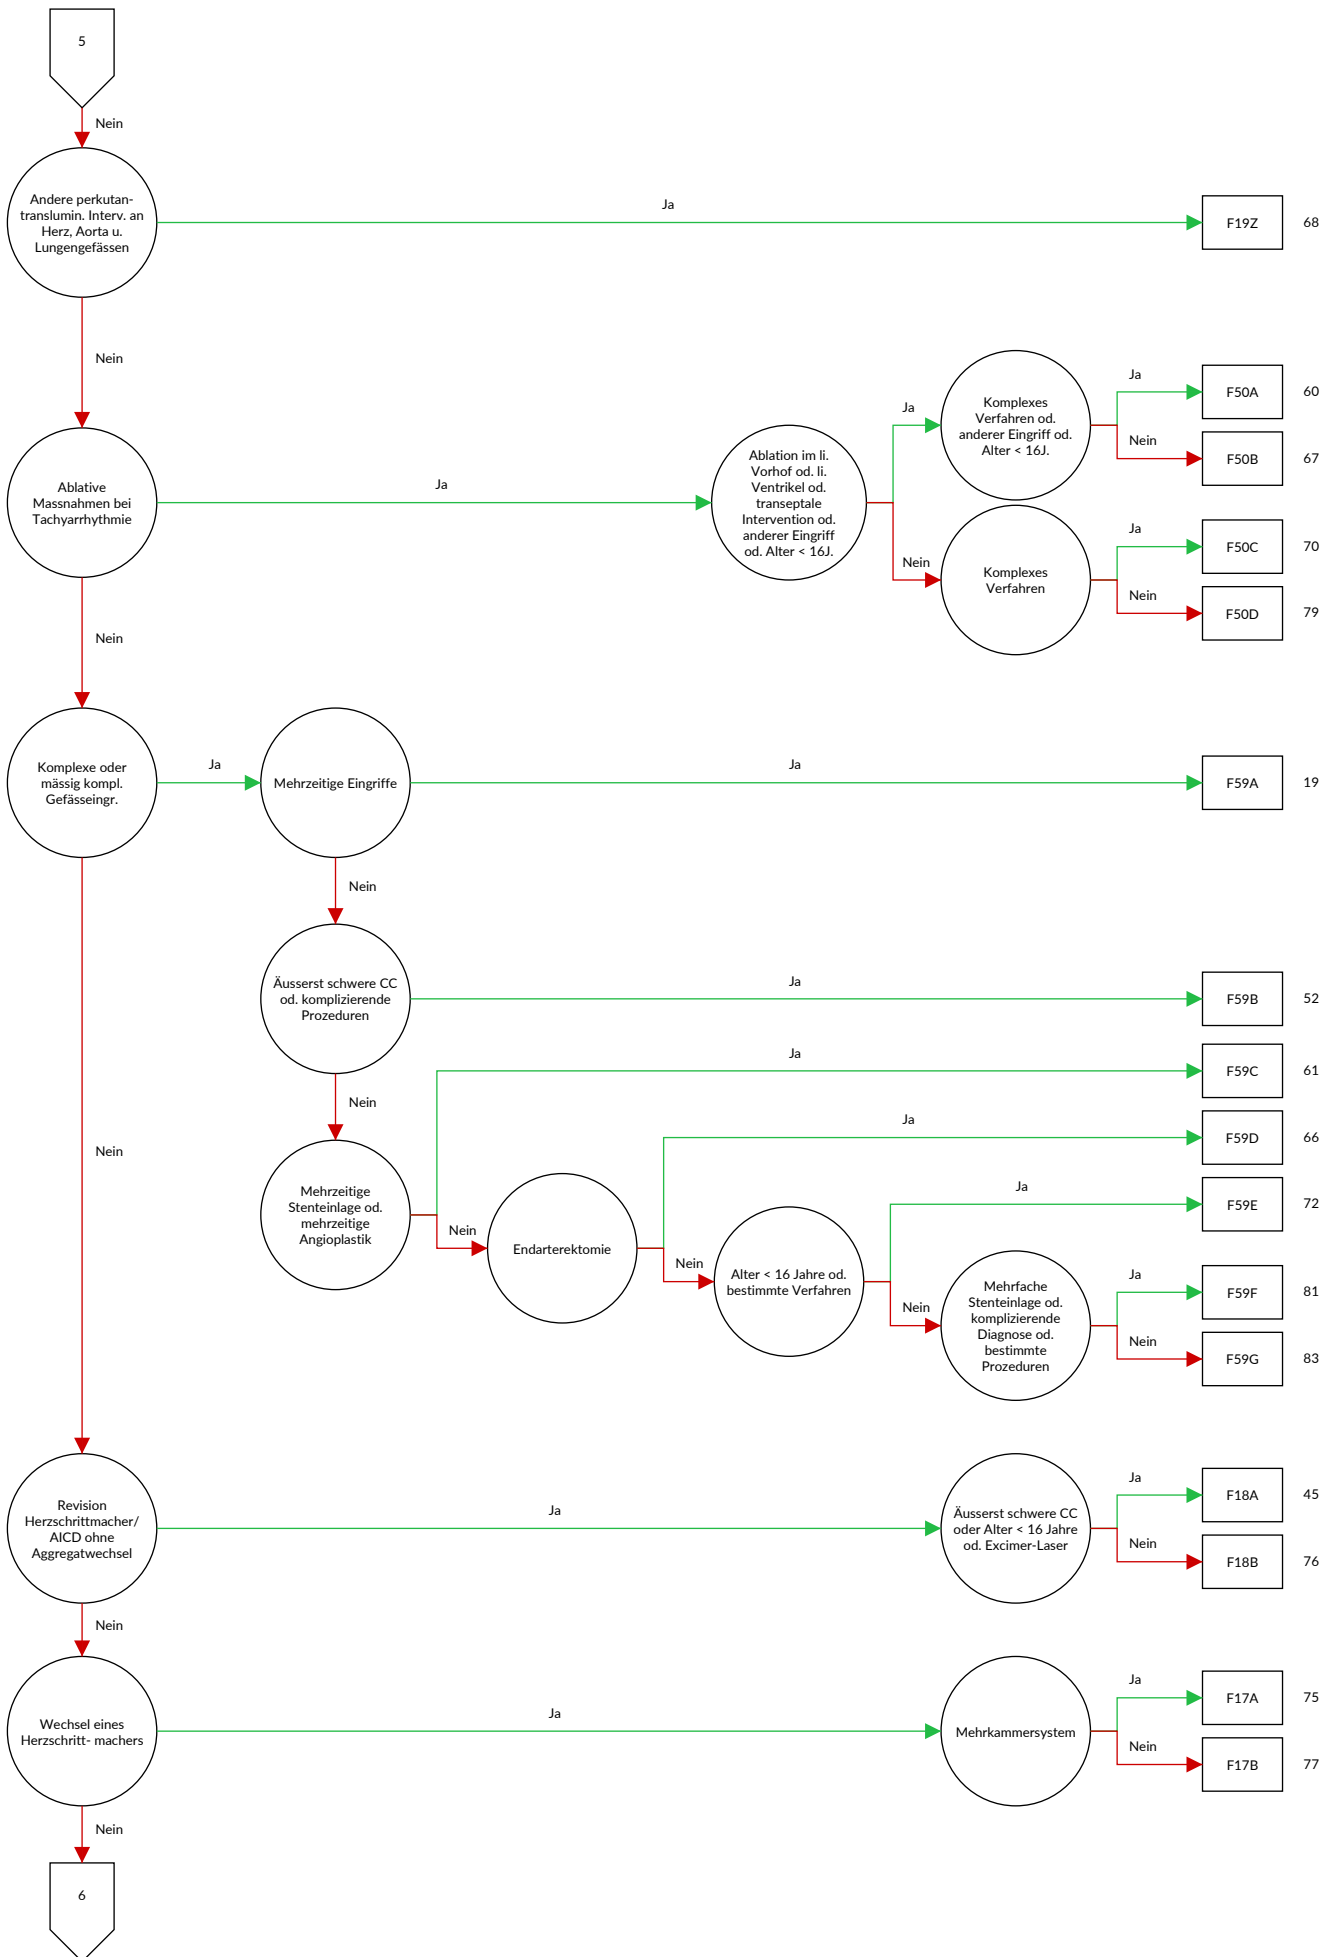 5
Nein
Andere perkutan-
translumin. Interv. an
Herz, Aorta u.
Lungengefässen
Ja
F19Z
68
Nein
Ablative
Massnahmen bei
Tachyarrhythmie
Ja
Ablation im li.
Vorhof od. li.
Ventrikel od.
transeptale
Intervention od.
anderer Eingriff
od. Alter < 16J.
Ja
Komplexes
Verfahren od.
anderer Eingriff od.
Alter < 16J.
Ja
F50A
60
Nein
F50B
67
Nein
Komplexes
Verfahren
Ja
F50C
70
Nein
F50D
79
Nein
Komplexe oder
mässig kompl.
Gefässeingr.
Ja
Mehrzeitige Eingriffe
Ja
F59A
19
Nein
Äusserst schwere CC
od. komplizierende
Prozeduren
Ja
F59B
52
Nein
Mehrzeitige
Stenteinlage od.
mehrzeitige
Angioplastik
Ja
F59C
61
Nein
Endarterektomie
Ja
F59D
66
Nein
Alter < 16 Jahre od.
bestimmte Verfahren
Ja
F59E
72
Nein
Mehrfache
Stenteinlage od.
komplizierende
Diagnose od.
bestimmte
Prozeduren
Ja
F59F
81
Nein
F59G
83
Nein
Revision
Herzschrittmacher/
AICD ohne
Aggregatwechsel
Ja
Äusserst schwere CC
oder Alter < 16 Jahre
od. Excimer-Laser
Ja
F18A
45
Nein
F18B
76
Nein
Wechsel eines
Herzschritt- machers
Ja
Mehrkammersystem
Ja
F17A
75
Nein
F17B
77
Nein
6